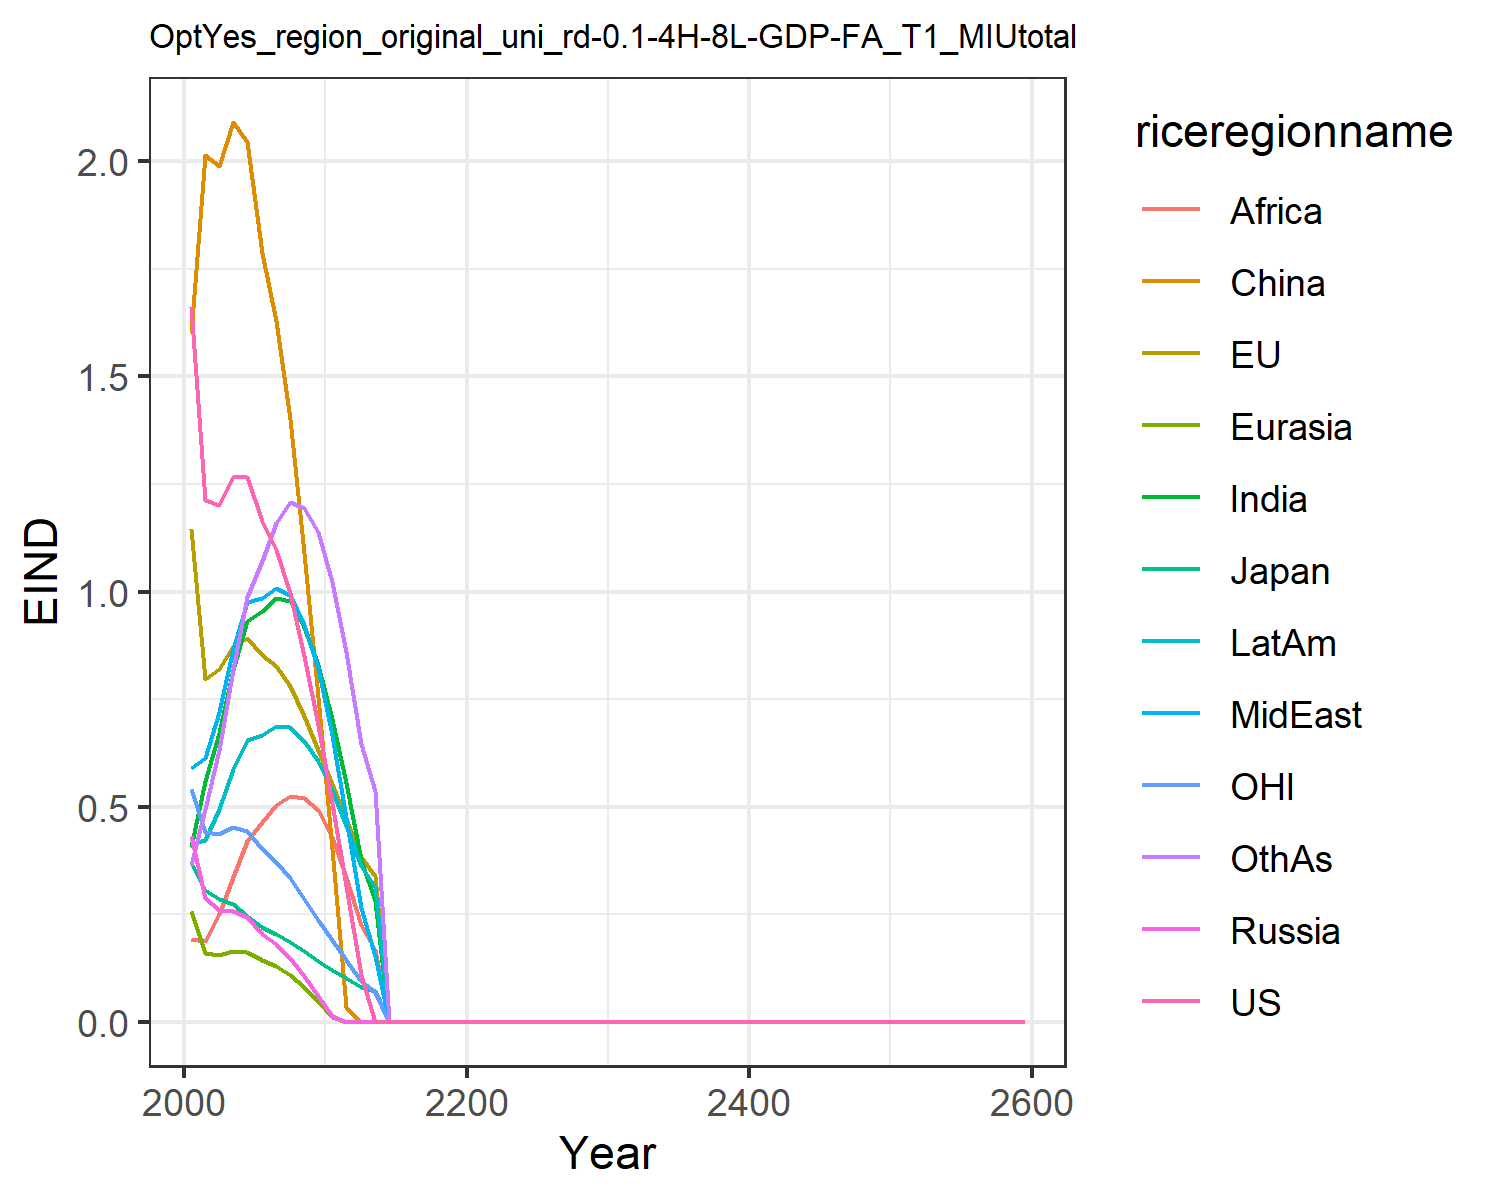 OptYes_region_original_uni_rd-0.1-4H-8L-GDP-FA_T1_MIUtotal
2.0
1.5
1.0
0.5
0.0
EIND
2000
2200
2400
2600
Year
riceregionname
Africa
China
EU
Eurasia
India
Japan
LatAm
MidEast
OHI
OthAs
Russia
US